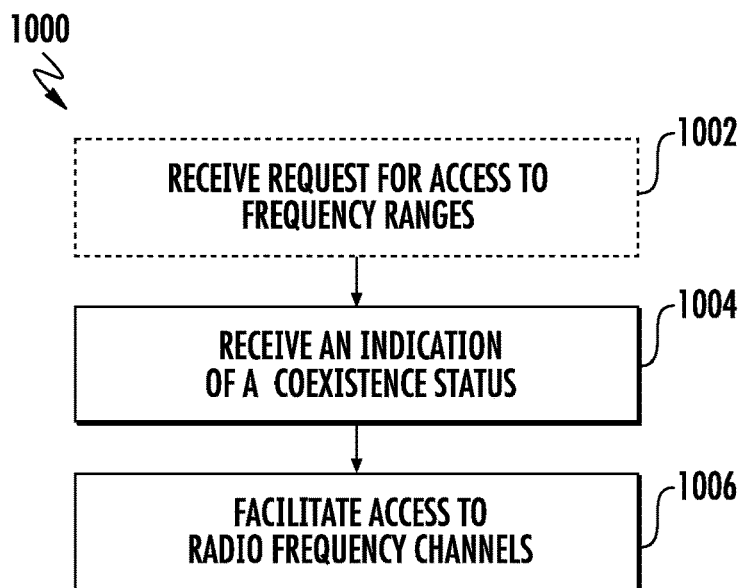 1000
1002
RECEIVE REQUEST FOR ACCESS TO
FREQUENCY RANGES
1004
RECEIVE AN INDICATION
OF A COEXISTENCE STATUS
1006
FACILITATE ACCESS TO
RADIO FREQUENCY CHANNELS